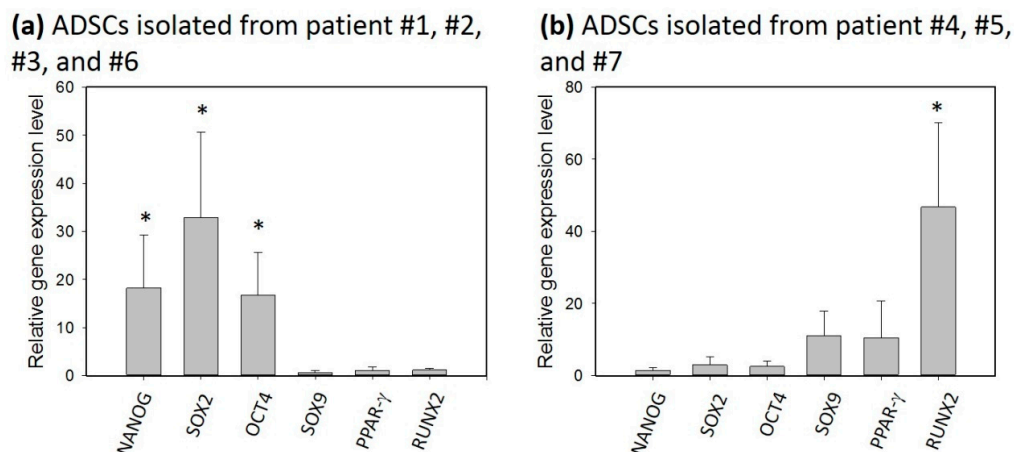 (a) ADSCs isolated from patient #1, #2,
#3, and #6
Relative gene expression level
60
50
40
30
20
10
0
*
*
*
NANOG
SOX2
OCT4
SOX9
PPAR-γ
RUNX2
(b) ADSCs isolated from patient #4, #5,
and #7
Relative gene expression level
80
60
40
20
0
*
NANOG
SOX2
OCT4
SOX9
PPAR-γ
RUNX2